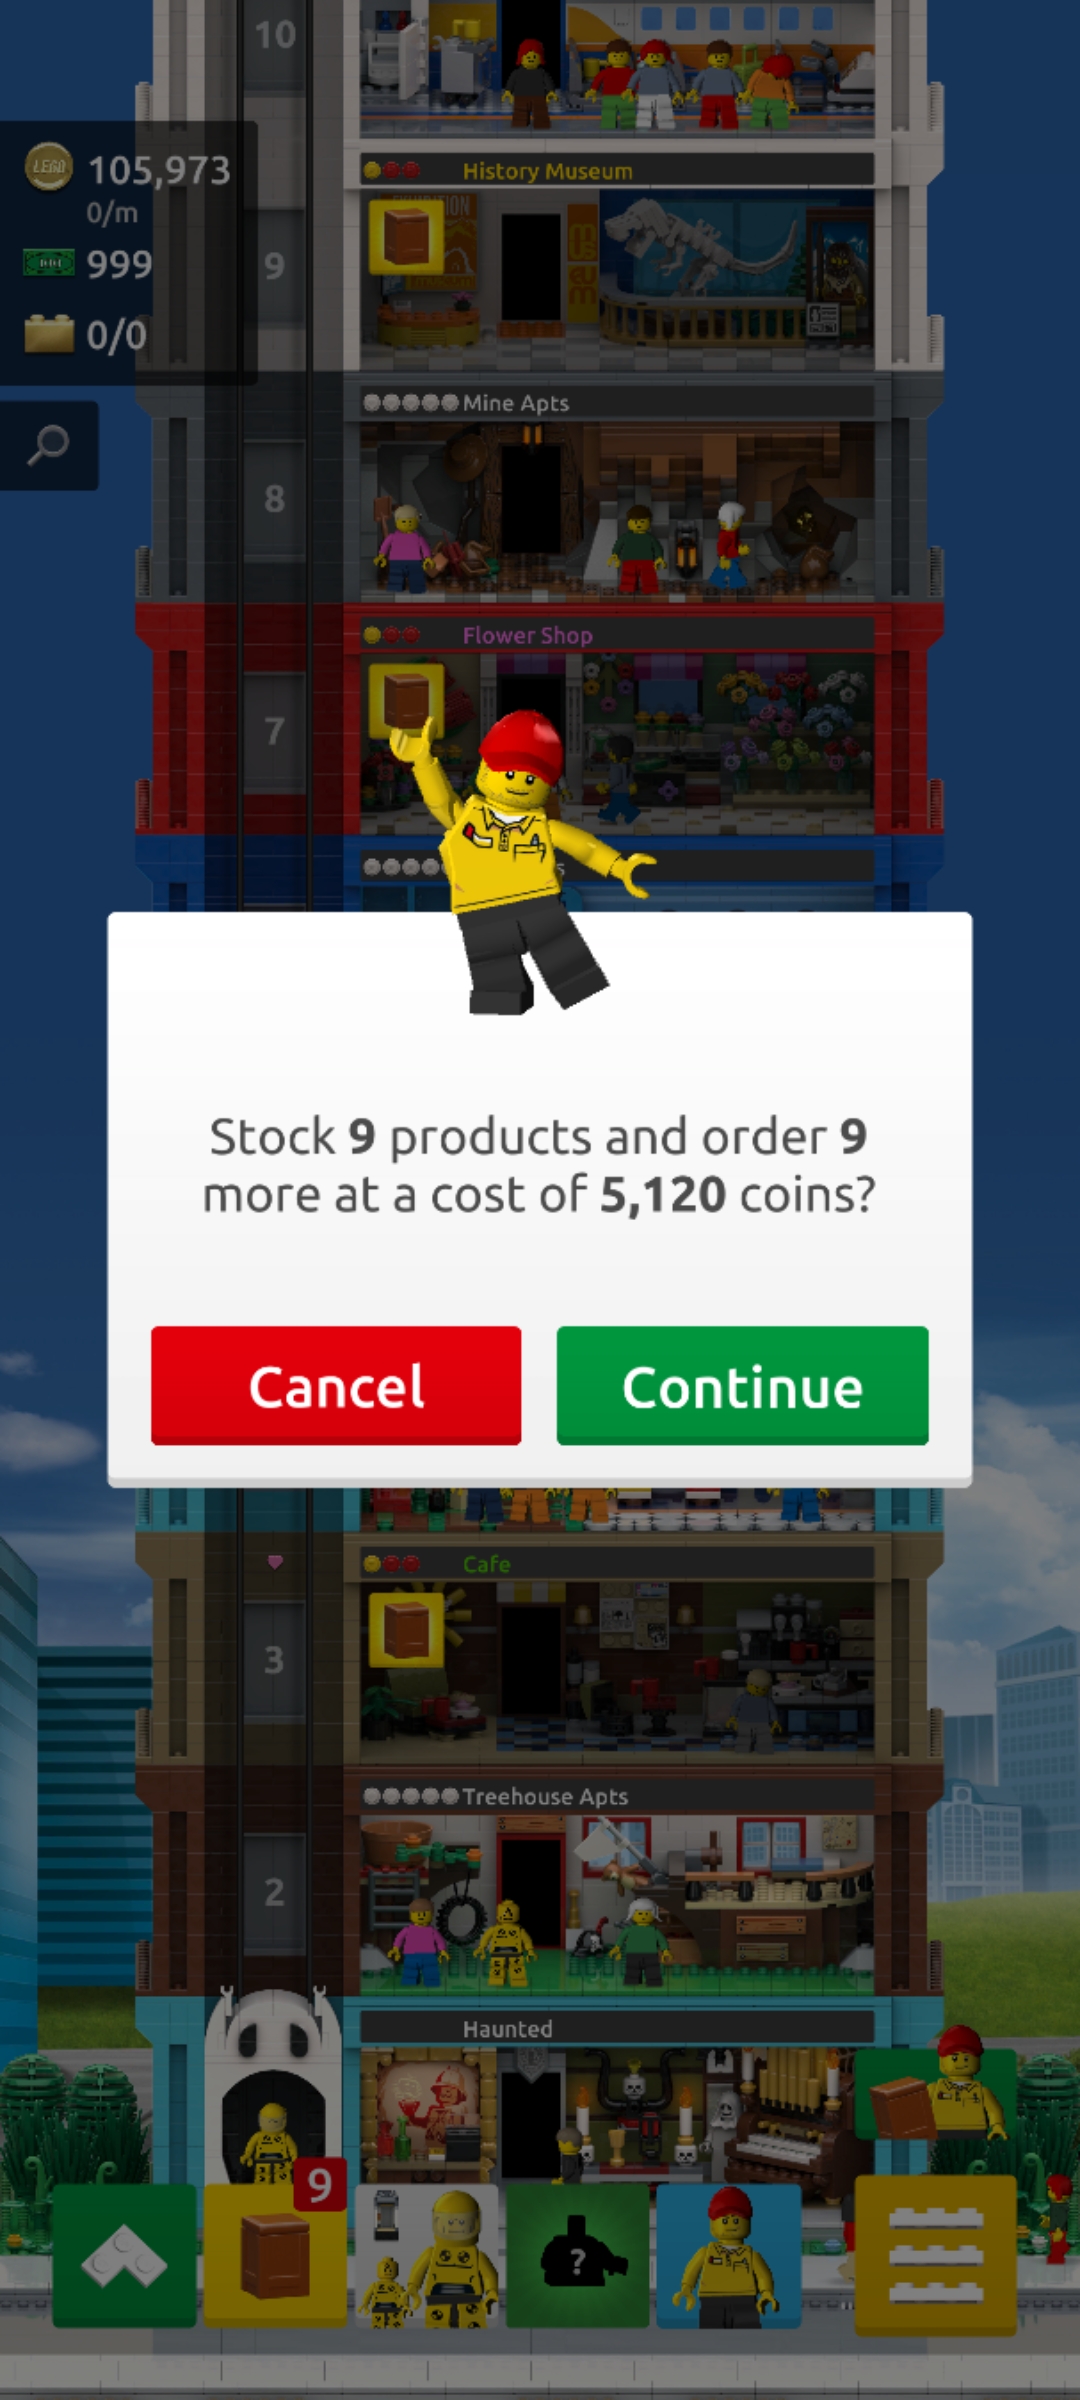 10
LEGO
105,973
0/m
999
0/0
History Museum
9
Mine Apts
8
Flower Shop
7
Stock 9 products and order 9
more at a cost of 5,120 coins?
Cancel
Continue
Cafe
3
Treehouse Apts
2
Haunted
9
?